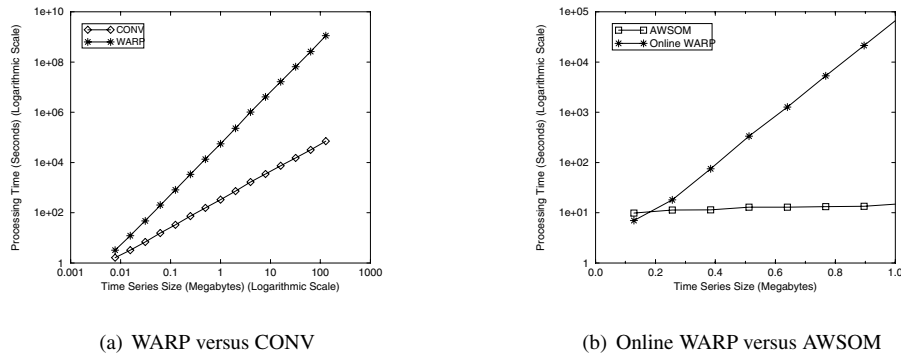 1e+10
1e+08
1e+06
1e+04
1e+02
1
0.001
0.01
0.1
1
10
100
1000
Processing Time (Seconds) (Logarithmic Scale)
Time Series Size (Megabytes) (Logarithmic Scale)
CONV
WARP
(a) WARP versus CONV
1e+05
1e+04
1e+03
1e+02
1e+01
1
0.0
0.2
0.4
0.6
0.8
1.0
Processing Time (Seconds) (Logarithmic Scale)
Time Series Size (Megabytes)
AWSOM
Online WARP
(b) Online WARP versus AWSOM